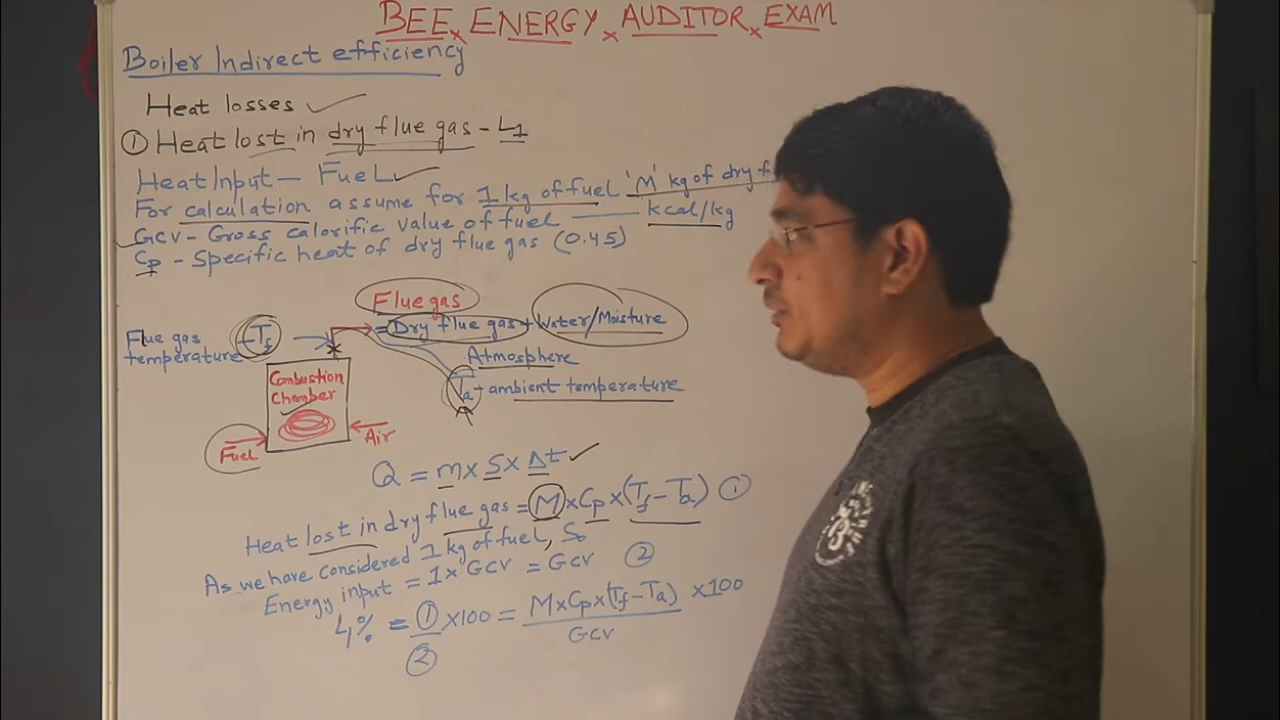 BEE ENERGY AUDITOR EXAM
Boiler Indirect efficiency
Heat losses ✓
① Heat lost in dry flue gas - L1
Heat Input - Fuel ✓
For calculation assume for 1 kg of fuel 'M' kg of dry f
GCV - Gross calorific value of fuel — kcal/kg
Cp - Specific heat of dry flue gas (0.45)
Flue gas
Flue gas temperature - Tf
= Dry flue gas + Water/Moisture
Atmosphere
Ta - ambient temperature
Combustion
Chamber
Fuel
Air
Q = m x S x Δt ✓
Heat lost in dry flue gas = M x Cp x (Tf - Ta) ①
As we have considered 1 kg of fuel, So
Energy input = 1 x GCV = GCV ②
L1% = ①/② x 100 = M x Cp x (Tf - Ta)/GCV x 100